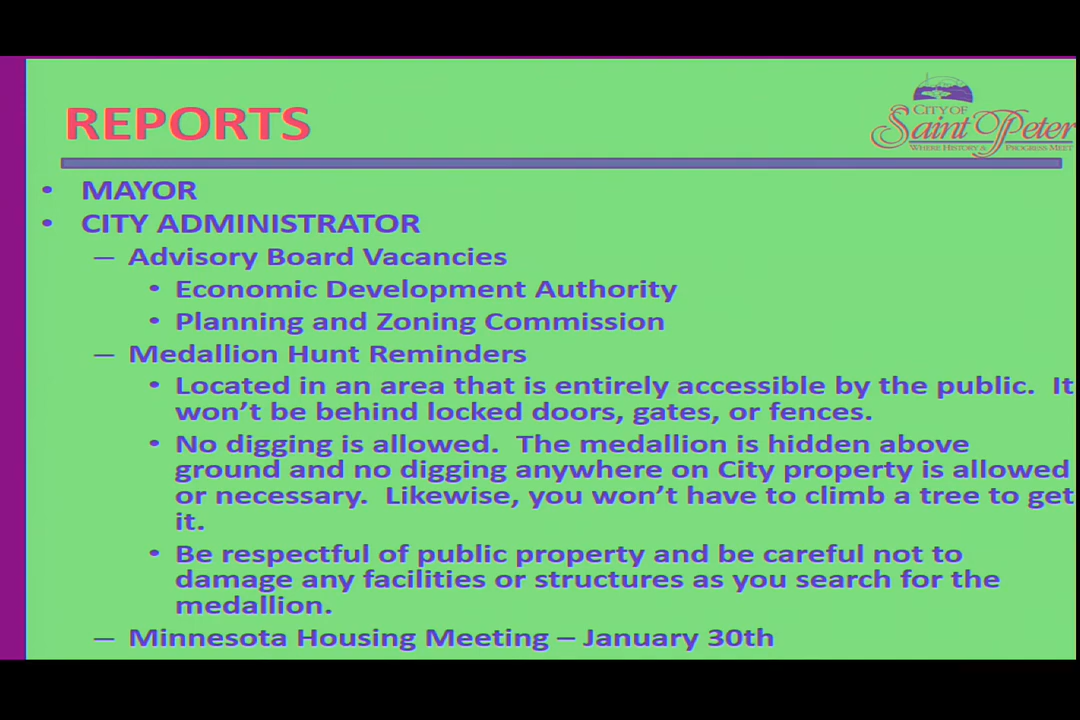 REPORTS
CITY OF
Saint Peter
WHERE HISTORY & PROGRESS MEET
• MAYOR
• CITY ADMINISTRATOR
– Advisory Board Vacancies
• Economic Development Authority
• Planning and Zoning Commission
– Medallion Hunt Reminders
• Located in an area that is entirely accessible by the public.  It
won't be behind locked doors, gates, or fences.
• No digging is allowed.  The medallion is hidden above
ground and no digging anywhere on City property is allowed
or necessary.  Likewise, you won't have to climb a tree to get
it.
• Be respectful of public property and be careful not to
damage any facilities or structures as you search for the
medallion.
– Minnesota Housing Meeting – January 30th